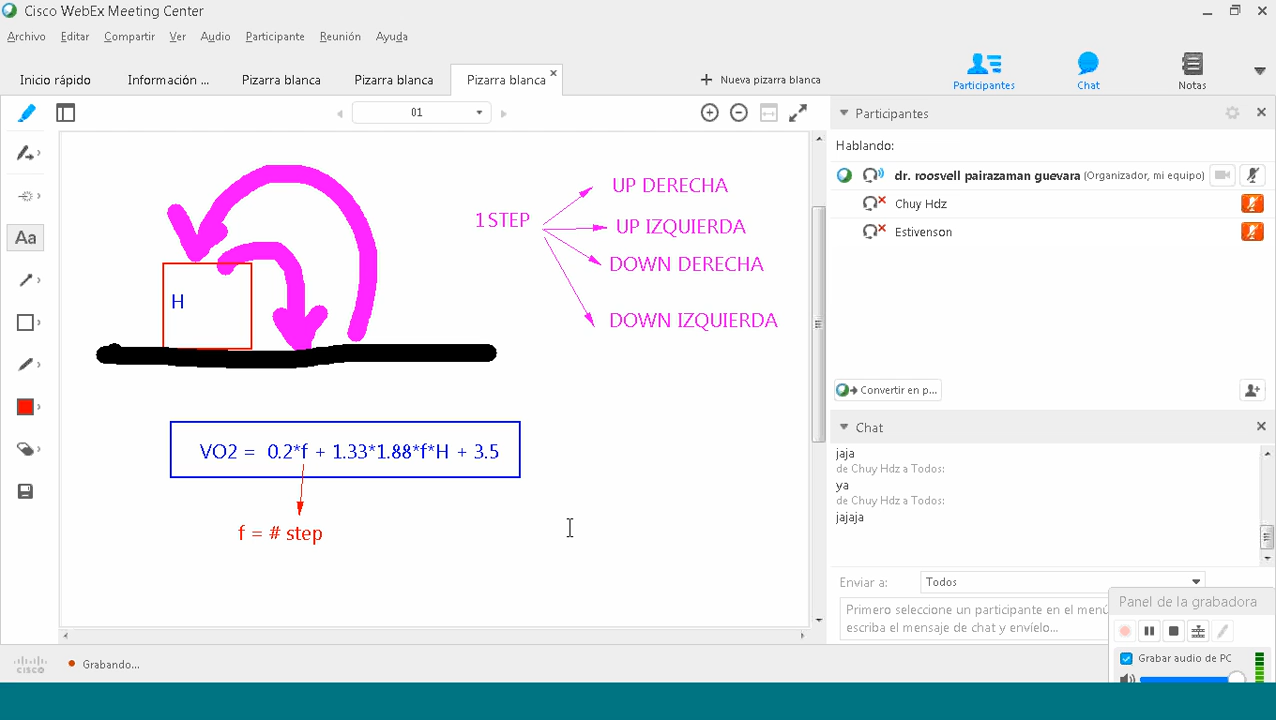 Cisco WebEx Meeting Center
Archivo Editar Compartir Ver Audio Participante Reunión Ayuda
Participantes Chat Notas
Inicio rápido Información ... Pizarra blanca Pizarra blanca Pizarra blanca Nueva pizarra blanca
01
Aa
1 STEP
UP DERECHA
UP IZQUIERDA
DOWN DERECHA
DOWN IZQUIERDA
H
VO2 = 0.2*f + 1.33*1.88*f*H + 3.5
f = # step
Participantes
Hablando:
dr. roosvell pairazaman guevara (Organizador, mi equipo)
Chuy Hdz
Estivenson
Convertir en p...
Chat
jaja
de Chuy Hdz a Todos:
ya
de Chuy Hdz a Todos:
jajaja
Enviar a: Todos
Primero seleccione un participante en el menú
escriba el mensaje de chat y envíelo...
Panel de la grabadora
Grabar audio de PC
cisco
Grabando...